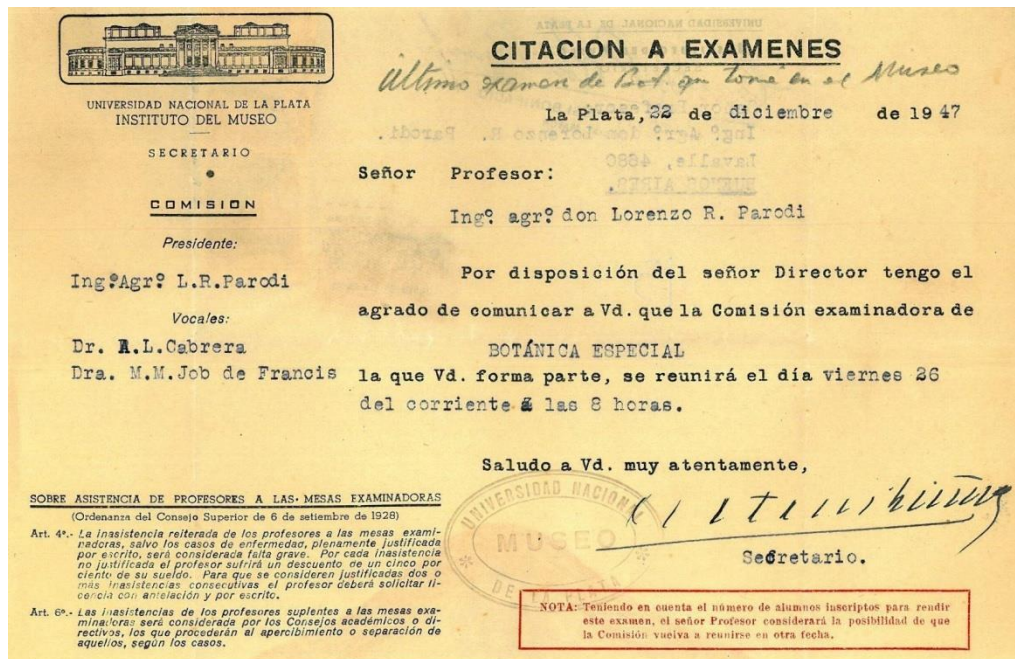 UNIVERSIDAD NACIONAL DE LA PLATA
INSTITUTO DEL MUSEO
SECRETARIO
COMISION
Presidente:
Ing?Agr? L.R.Parodi
Vocales:
Dr. A.L.Cabrera
Dra. M.M.Job de Francis
SOBRE ASISTENCIA DE PROFESORES A LAS MESAS EXAMINADORAS
(Ordenanza del Consejo Superior de 6 de setiembre de 1928)
Art. 4º.- La inasistencia reiterada de los profesores a las mesas exami-
nadoras, salvo los casos de enfermedad, plenamente justificada
por escrito, será considerada falta grave. Por cada inasistencia
no justificada el profesor sufrirá un descuento de un cinco por
ciento de su sueldo. Para que se consideren justificadas dos o
más inasistencias consecutivas el profesor deberá solicitar li-
cencia con antelación y por escrito.
Art. 6º.- Las inasistencias de los profesores suplentes a las mesas exa-
minadoras será considerada por los Consejos académicos o di-
rectivos, los que procederán al apercibimiento o separación de
aquellos, según los casos.
CITACION A EXAMENES
Último examen de Bot. que tomé en el Museo
La Plata, 22 de diciembre de 1947
Señor Profesor:
Ingº agrº don Lorenzo R. Parodi
Por disposición del señor Director tengo el
agrado de comunicar a Vd. que la Comisión examinadora de
BOTÁNICA ESPECIAL
la que Vd. forma parte, se reunirá el día viernes 26
del corriente a las 8 horas.
Saludo a Vd. muy atentamente,
Secretario.
UNIVERSIDAD NACIONAL
MUSEO
DE LA PLATA
NOTA: Teniendo en cuenta el número de alumnos inscriptos para rendir
este examen, el señor Profesor considerará la posibilidad de que
la Comisión vuelva a reunirse en otra fecha.